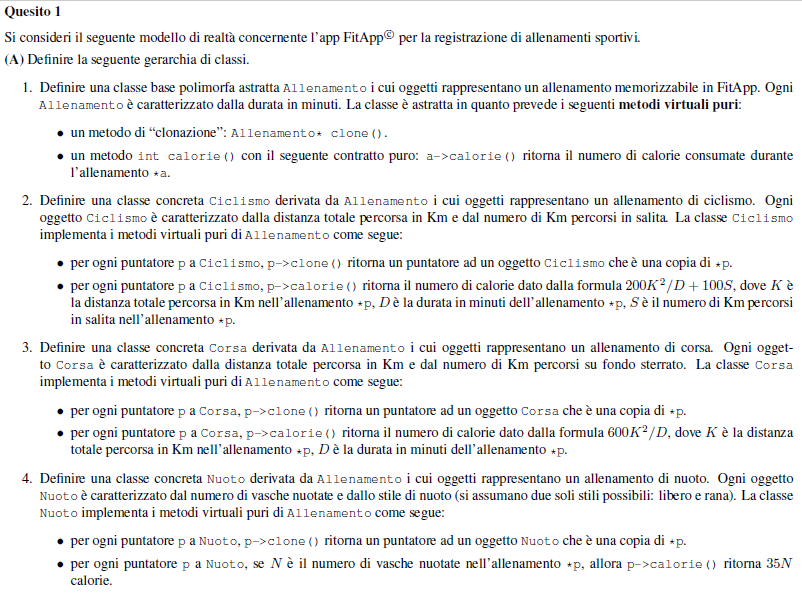 Quesito 1
Si consideri il seguente modello di realtà concernente l'app FitApp© per la registrazione di allenamenti sportivi.
(A) Definire la seguente gerarchia di classi.
1. Definire una classe base polimorfa astratta Allenamento i cui oggetti rappresentano un allenamento memorizzabile in FitApp. Ogni
Allenamento è caratterizzato dalla durata in minuti. La classe è astratta in quanto prevede i seguenti metodi virtuali puri:
• un metodo di "clonazione": Allenamento* clone().
• un metodo int calorie() con il seguente contratto puro: a->calorie() ritorna il numero di calorie consumate durante
l'allenamento *a.
2. Definire una classe concreta Ciclismo derivata da Allenamento i cui oggetti rappresentano un allenamento di ciclismo. Ogni
oggetto Ciclismo è caratterizzato dalla distanza totale percorsa in Km e dal numero di Km percorsi in salita. La classe Ciclismo
implementa i metodi virtuali puri di Allenamento come segue:
• per ogni puntatore p a Ciclismo, p->clone() ritorna un puntatore ad un oggetto Ciclismo che è una copia di *p.
• per ogni puntatore p a Ciclismo, p->calorie() ritorna il numero di calorie dato dalla formula 200K²/D + 100S, dove K è
la distanza totale percorsa in Km nell'allenamento *p, D è la durata in minuti dell'allenamento *p, S è il numero di Km percorsi
in salita nell'allenamento *p.
3. Definire una classe concreta Corsa derivata da Allenamento i cui oggetti rappresentano un allenamento di corsa. Ogni ogget-
to Corsa è caratterizzato dalla distanza totale percorsa in Km e dal numero di Km percorsi su fondo sterrato. La classe Corsa
implementa i metodi virtuali puri di Allenamento come segue:
• per ogni puntatore p a Corsa, p->clone() ritorna un puntatore ad un oggetto Corsa che è una copia di *p.
• per ogni puntatore p a Corsa, p->calorie() ritorna il numero di calorie dato dalla formula 600K²/D, dove K è la distanza
totale percorsa in Km nell'allenamento *p, D è la durata in minuti dell'allenamento *p.
4. Definire una classe concreta Nuoto derivata da Allenamento i cui oggetti rappresentano un allenamento di nuoto. Ogni oggetto
Nuoto è caratterizzato dal numero di vasche nuotate e dallo stile di nuoto (si assumano due soli stili possibili: libero e rana). La classe
Nuoto implementa i metodi virtuali puri di Allenamento come segue:
• per ogni puntatore p a Nuoto, p->clone() ritorna un puntatore ad un oggetto Nuoto che è una copia di *p.
• per ogni puntatore p a Nuoto, se N è il numero di vasche nuotate nell'allenamento *p, allora p->calorie() ritorna 35N
calorie.